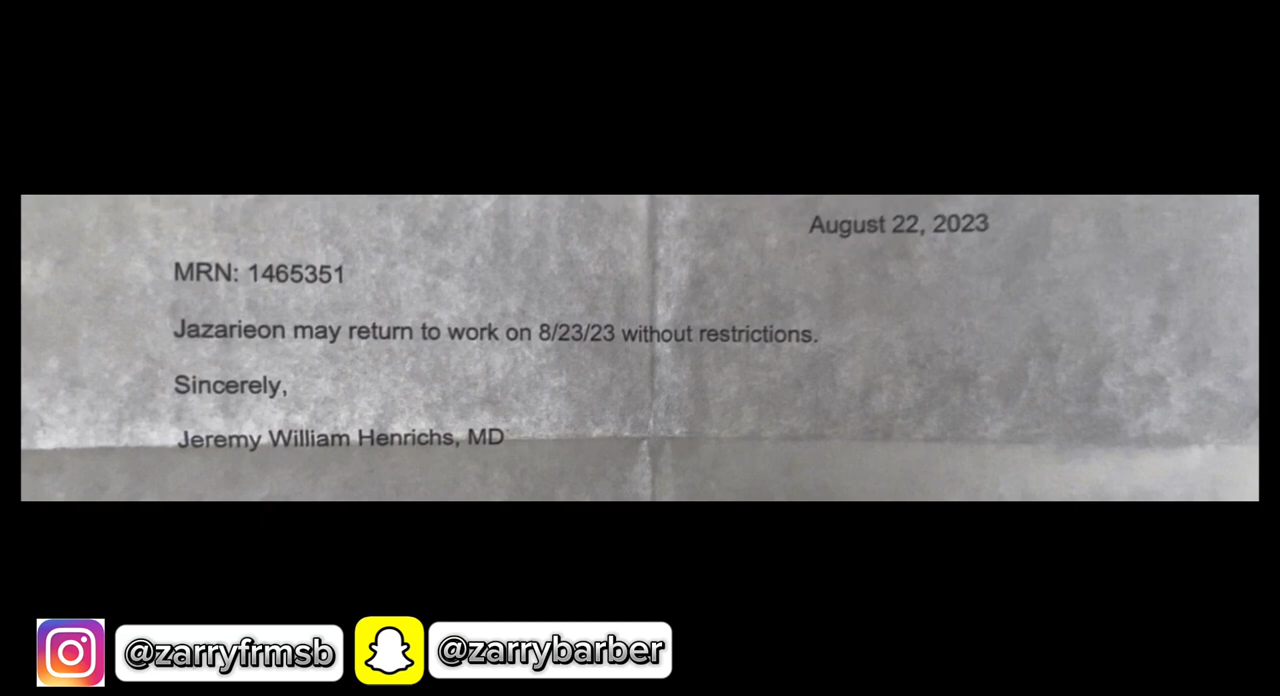 August 22, 2023
MRN: 1465351
Jazarieon may return to work on 8/23/23 without restrictions.
Sincerely,
Jeremy William Henrichs, MD
@zarryfrmsb @zarrybarber